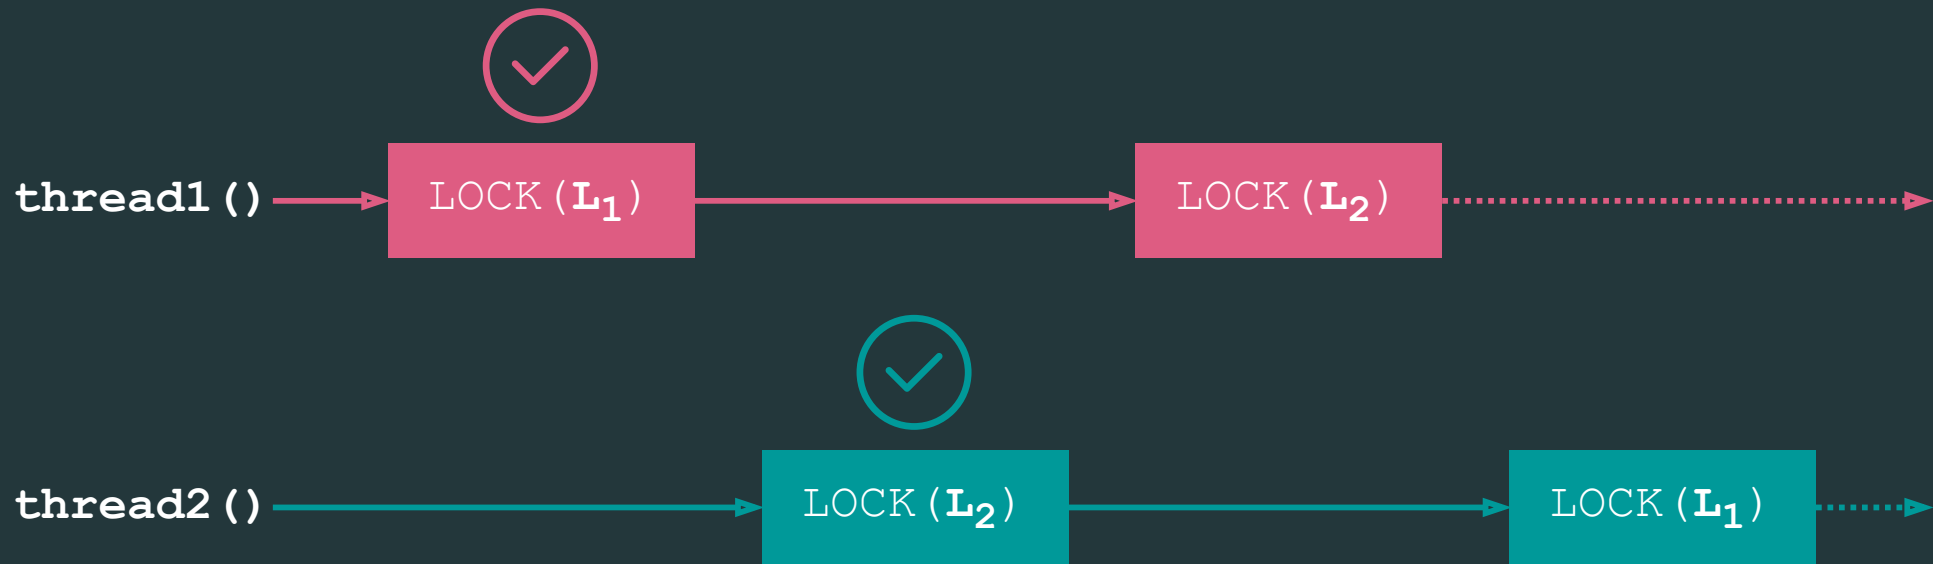 thread1() LOCK(L₁) LOCK(L₂)
thread2() LOCK(L₂) LOCK(L₁)